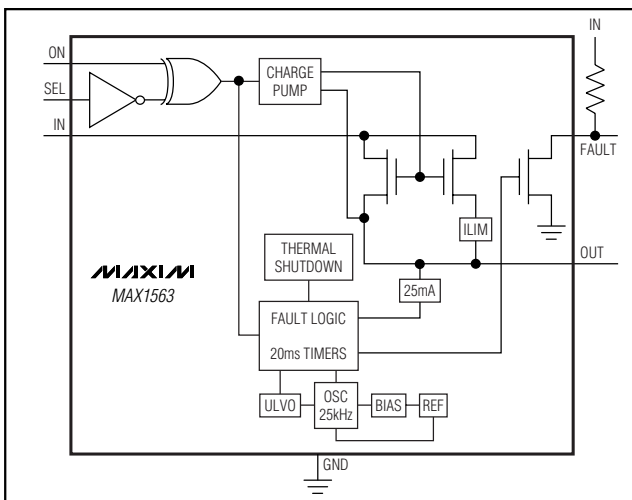 IN
ON
SEL
IN
CHARGE
PUMP
FAULT
ILIM
OUT
THERMAL
SHUTDOWN
25mA
MAXIM
MAX1563
FAULT LOGIC
20ms TIMERS
ULVO
OSC
25kHz
BIAS
REF
GND